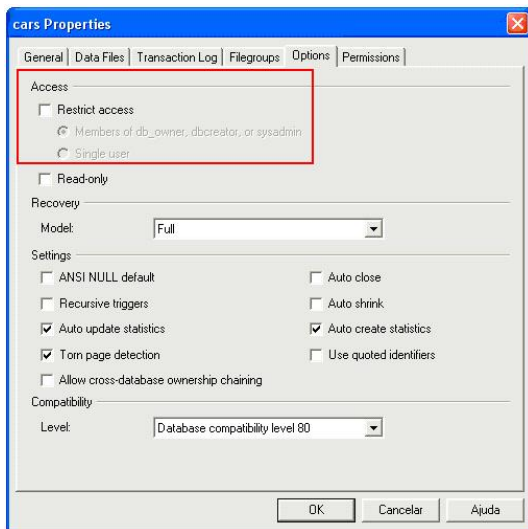 cars Properties
General Data Files Transaction Log Filegroups Options Permissions
Access
Restrict access
Members of db_owner, dbcreator, or sysadmin
Single user
Read-only
Recovery
Model: Full
Settings
ANSI NULL default Auto close
Recursive triggers Auto shrink
Auto update statistics Auto create statistics
Torn page detection Use quoted identifiers
Allow cross-database ownership chaining
Compatibility
Level: Database compatibility level 80
OK Cancelar Ajuda